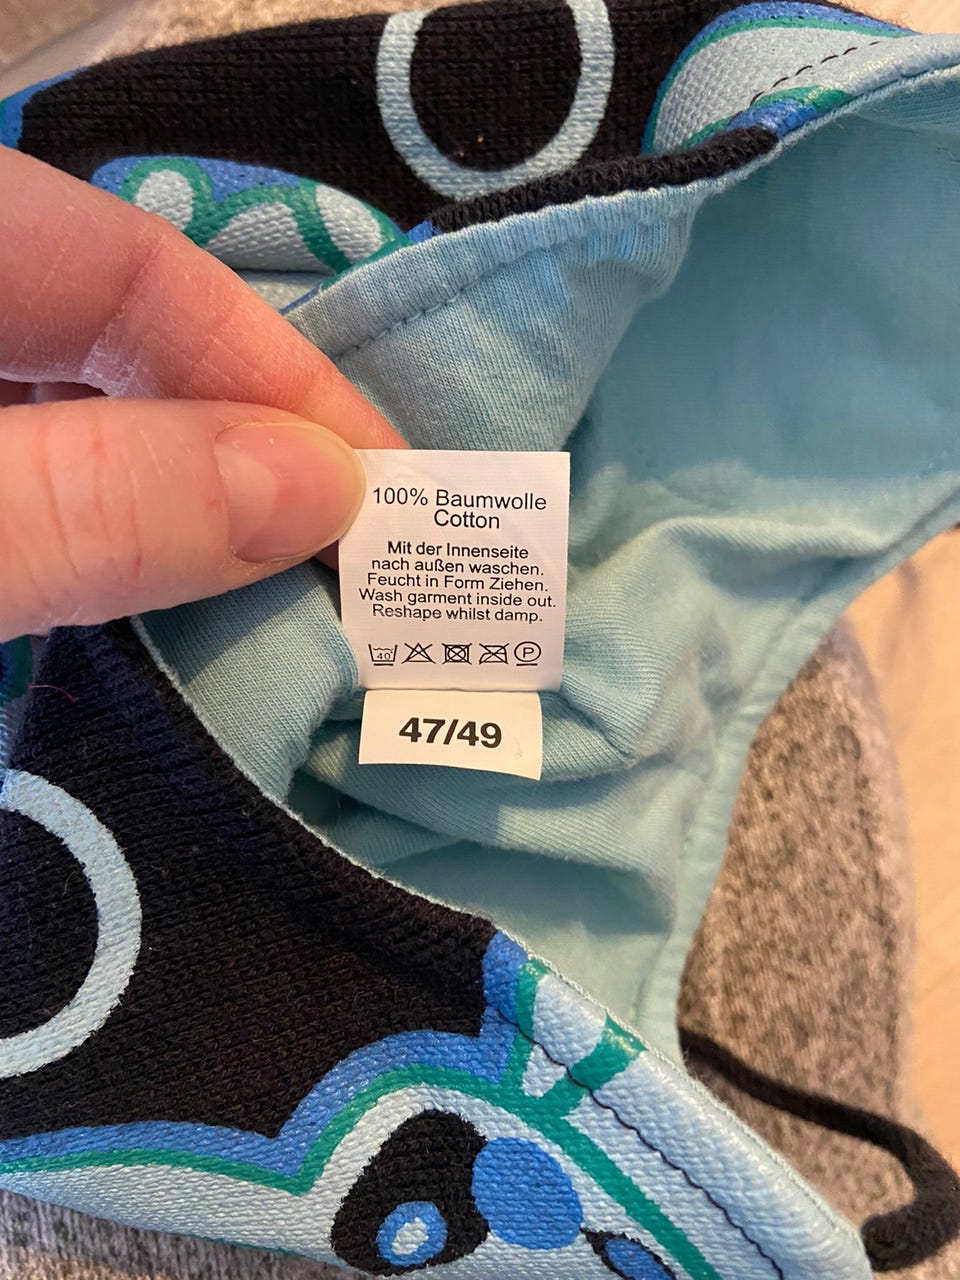 100% Baumwolle
Cotton
Mit der Innenseite
nach außen waschen.
Feucht in Form Ziehen.
Wash garment inside out.
Reshape whilst damp.
40 P
47/49